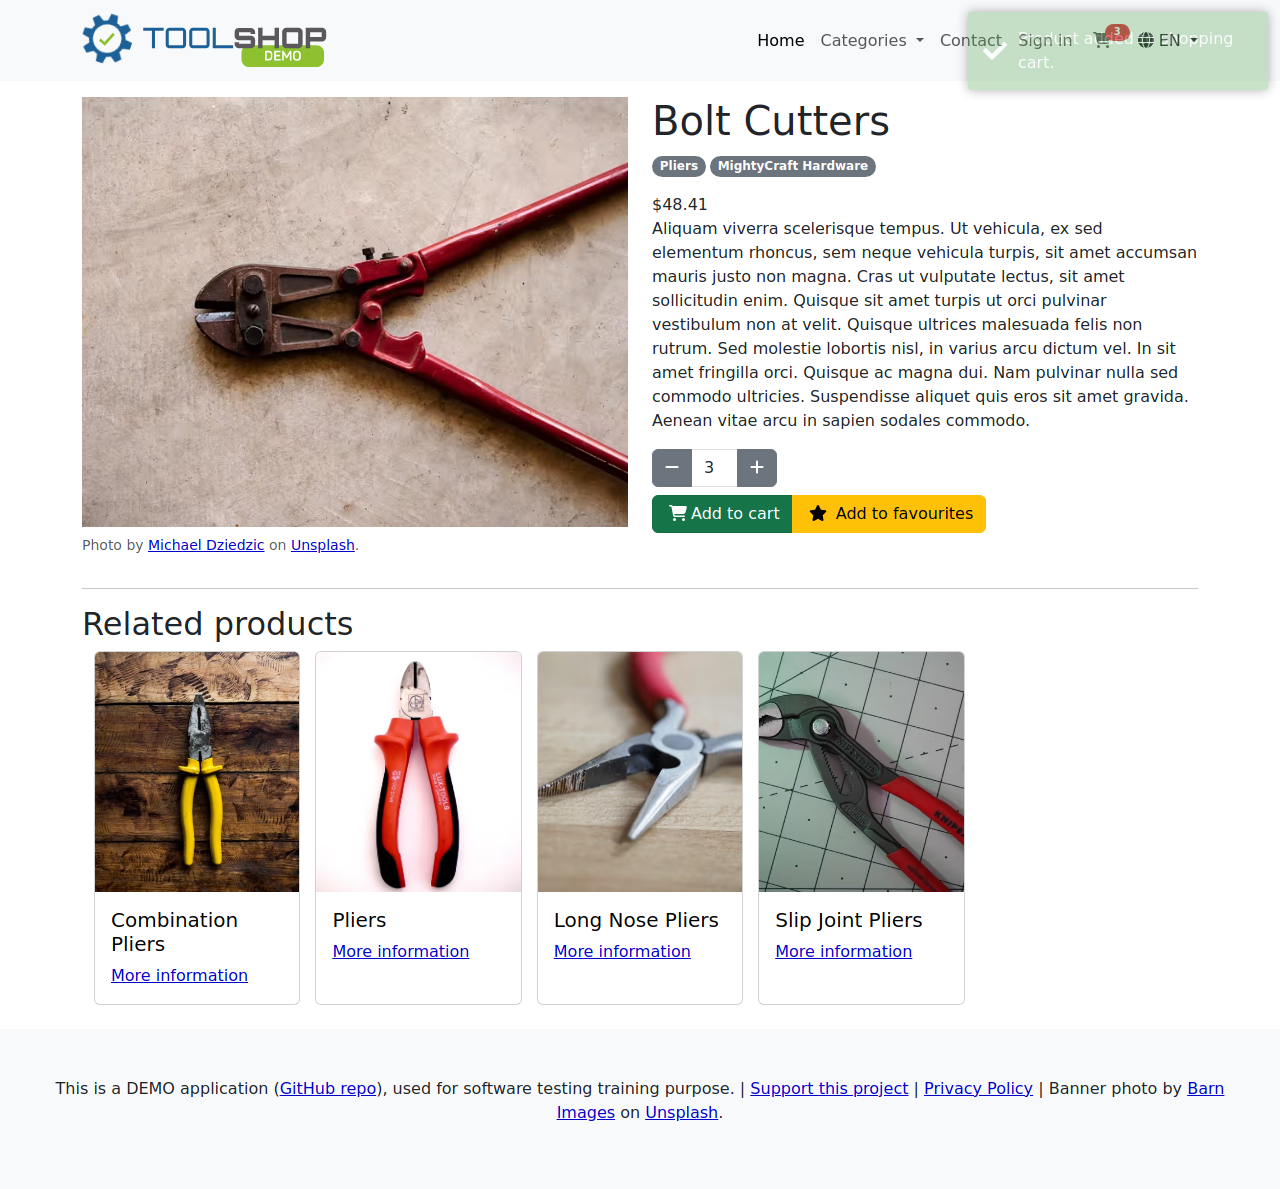 TOOLSHOP
DEMO
Home Categories Contact Sign in 3 EN
Product added to shopping cart.
Bolt Cutters
Pliers MightyCraft Hardware
$48.41
Aliquam viverra scelerisque tempus. Ut vehicula, ex sed
elementum rhoncus, sem neque vehicula turpis, sit amet accumsan
mauris justo non magna. Cras ut vulputate lectus, sit amet
sollicitudin enim. Quisque sit amet turpis ut orci pulvinar
vestibulum non at velit. Quisque ultrices malesuada felis non
rutrum. Sed molestie lobortis nisl, in varius arcu dictum vel. In sit
amet fringilla orci. Quisque ac magna dui. Nam pulvinar nulla sed
commodo ultricies. Suspendisse aliquet quis eros sit amet gravida.
Aenean vitae arcu in sapien sodales commodo.
3
Add to cart Add to favourites
Photo by Michael Dziedzic on Unsplash.
Related products
Combination
Pliers
More information
Pliers
More information
Long Nose Pliers
More information
Slip Joint Pliers
More information
This is a DEMO application (GitHub repo), used for software testing training purpose. | Support this project | Privacy Policy | Banner photo by Barn
Images on Unsplash.